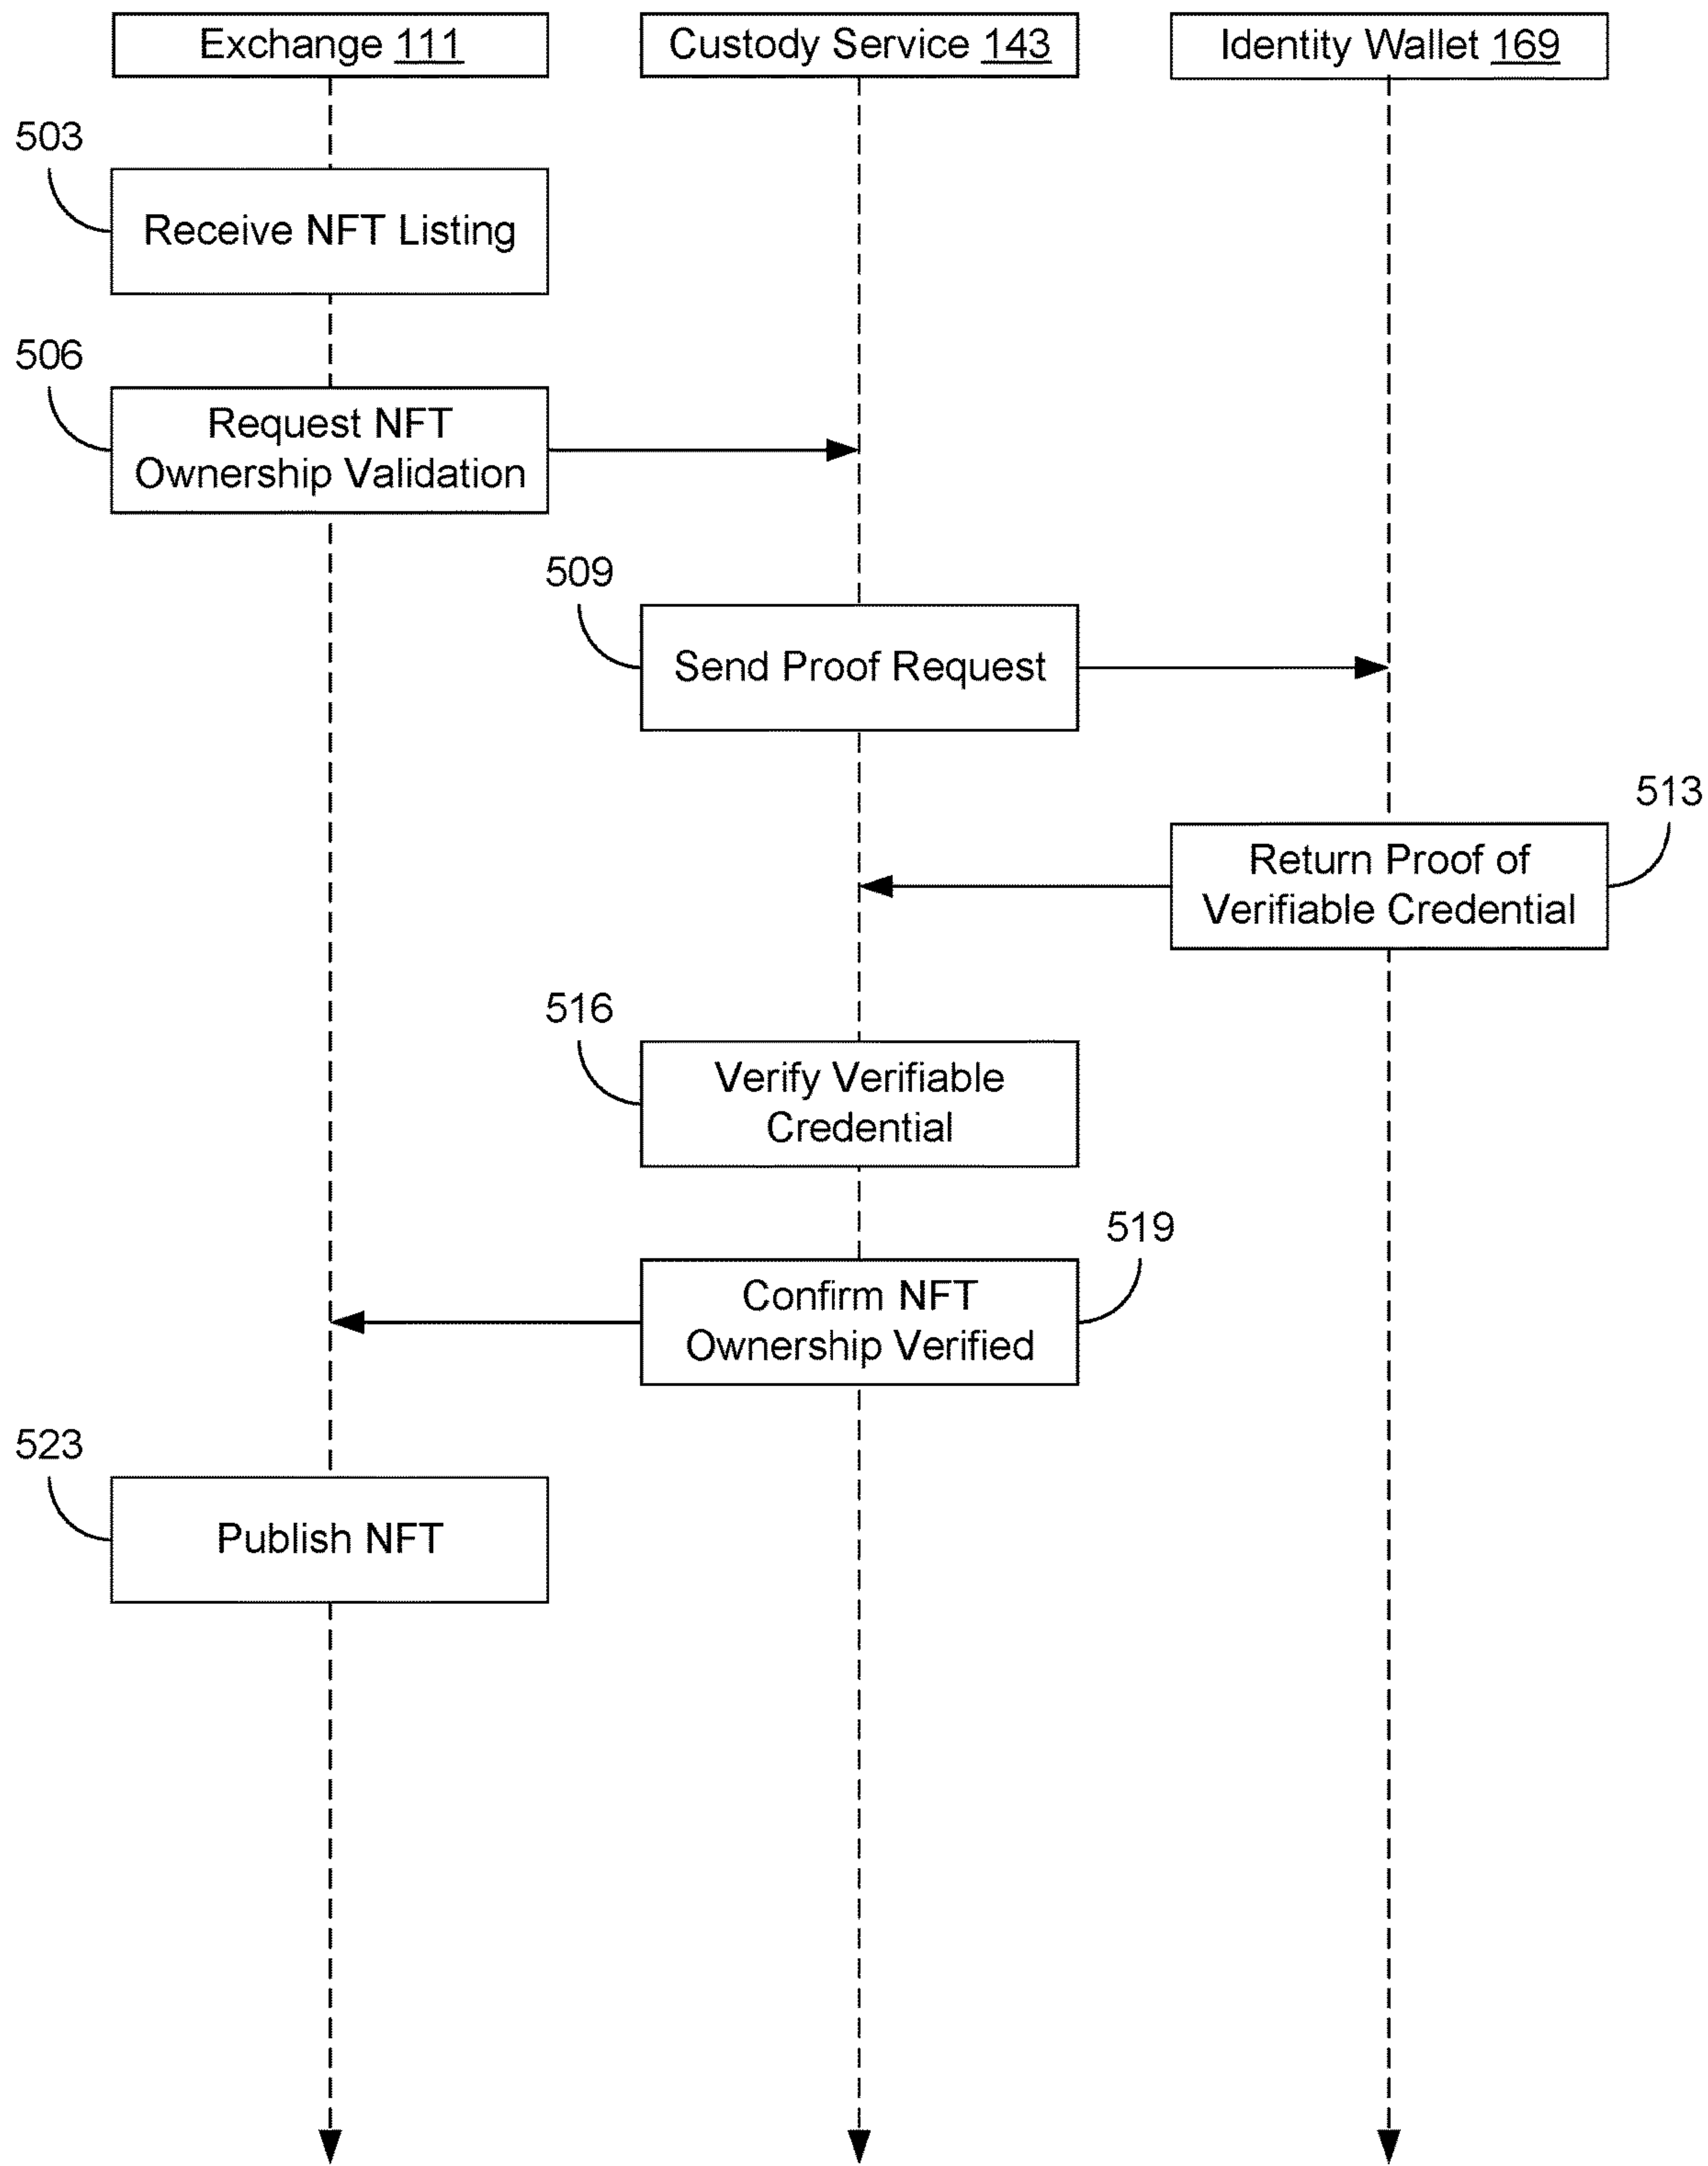 Exchange 111
Custody Service 143
Identity Wallet 169
503
Receive NFT Listing
506
Request NFT
Ownership Validation
509
Send Proof Request
513
Return Proof of
Verifiable Credential
516
Verify Verifiable
Credential
519
Confirm NFT
Ownership Verified
523
Publish NFT